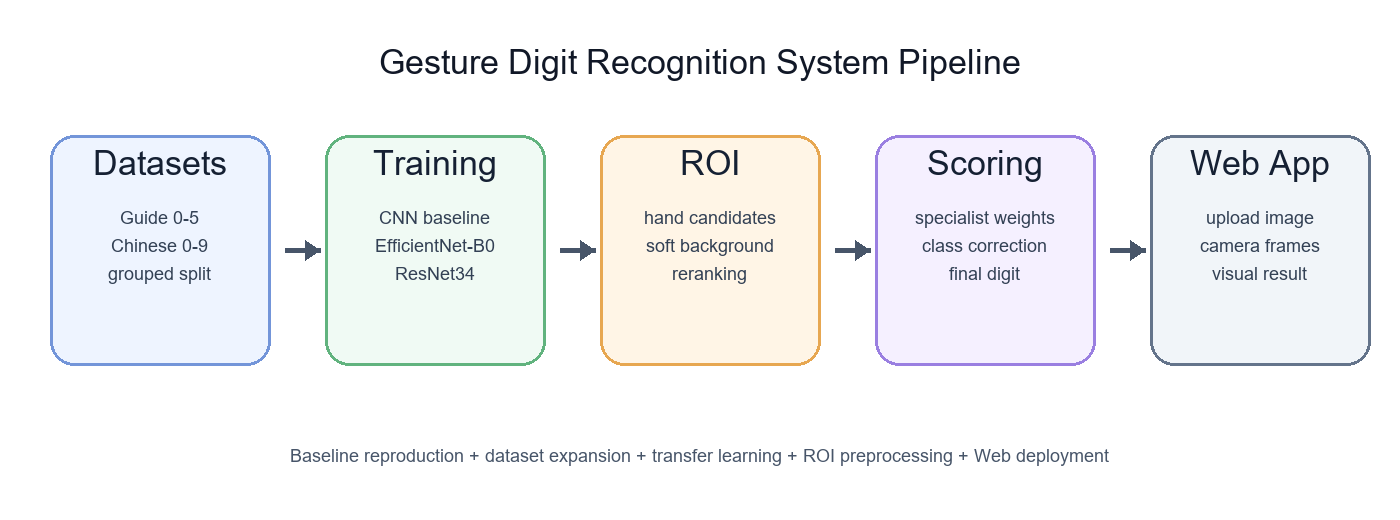 Gesture Digit Recognition System Pipeline
Datasets
Guide 0-5
Chinese 0-9
grouped split
Training
CNN baseline
EfficientNet-B0
ResNet34
ROI
hand candidates
soft background
reranking
Scoring
specialist weights
class correction
final digit
Web App
upload image
camera frames
visual result
Baseline reproduction + dataset expansion + transfer learning + ROI preprocessing + Web deployment